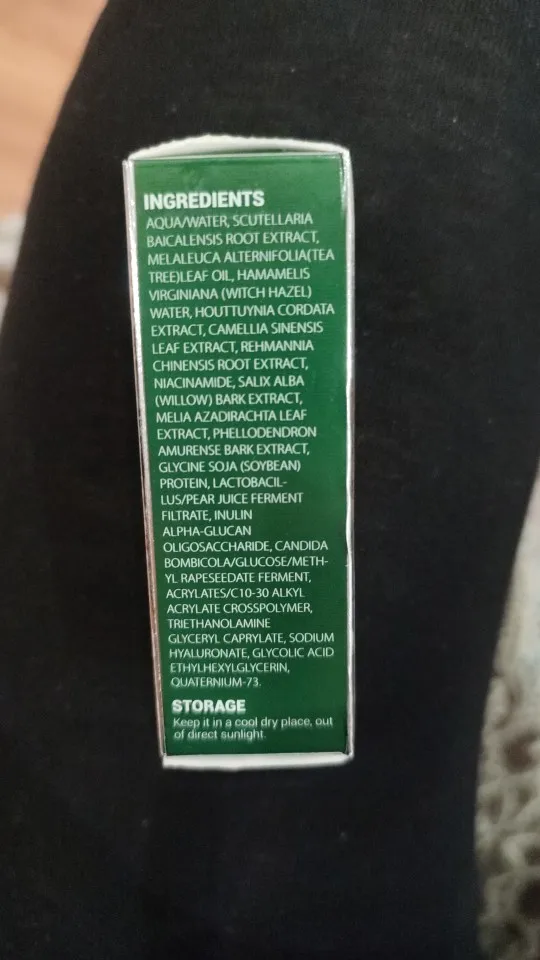 INGREDIENTS
AQUA/WATER, SCUTELLARIA
BAICALENSIS ROOT EXTRACT,
MELALEUCA ALTERNIFOLIA(TEA
TREE)LEAF OIL, HAMAMELIS
VIRGINIANA (WITCH HAZEL)
WATER, HOUTTUYNIA CORDATA
EXTRACT, CAMELLIA SINENSIS
LEAF EXTRACT, REHMANNIA
CHINENSIS ROOT EXTRACT,
NIACINAMIDE, SALIX ALBA
(WILLOW) BARK EXTRACT,
MELIA AZADIRACHTA LEAF
EXTRACT, PHELLODENDRON
AMURENSE BARK EXTRACT,
GLYCINE SOJA (SOYBEAN)
PROTEIN, LACTOBACIL-
LUS/PEAR JUICE FERMENT
FILTRATE, INULIN
ALPHA-GLUCAN
OLIGOSACCHARIDE, CANDIDA
BOMBICOLA/GLUCOSE/METH-
YL RAPESEEDATE FERMENT,
ACRYLATES/C10-30 ALKYL
ACRYLATE CROSSPOLYMER,
TRIETHANOLAMINE
GLYCERYL CAPRYLATE, SODIUM
HYALURONATE, GLYCOLIC ACID
ETHYLHEXYLGLYCERIN,
QUATERNIUM-73.
STORAGE
Keep it in a cool dry place, out
of direct sunlight.